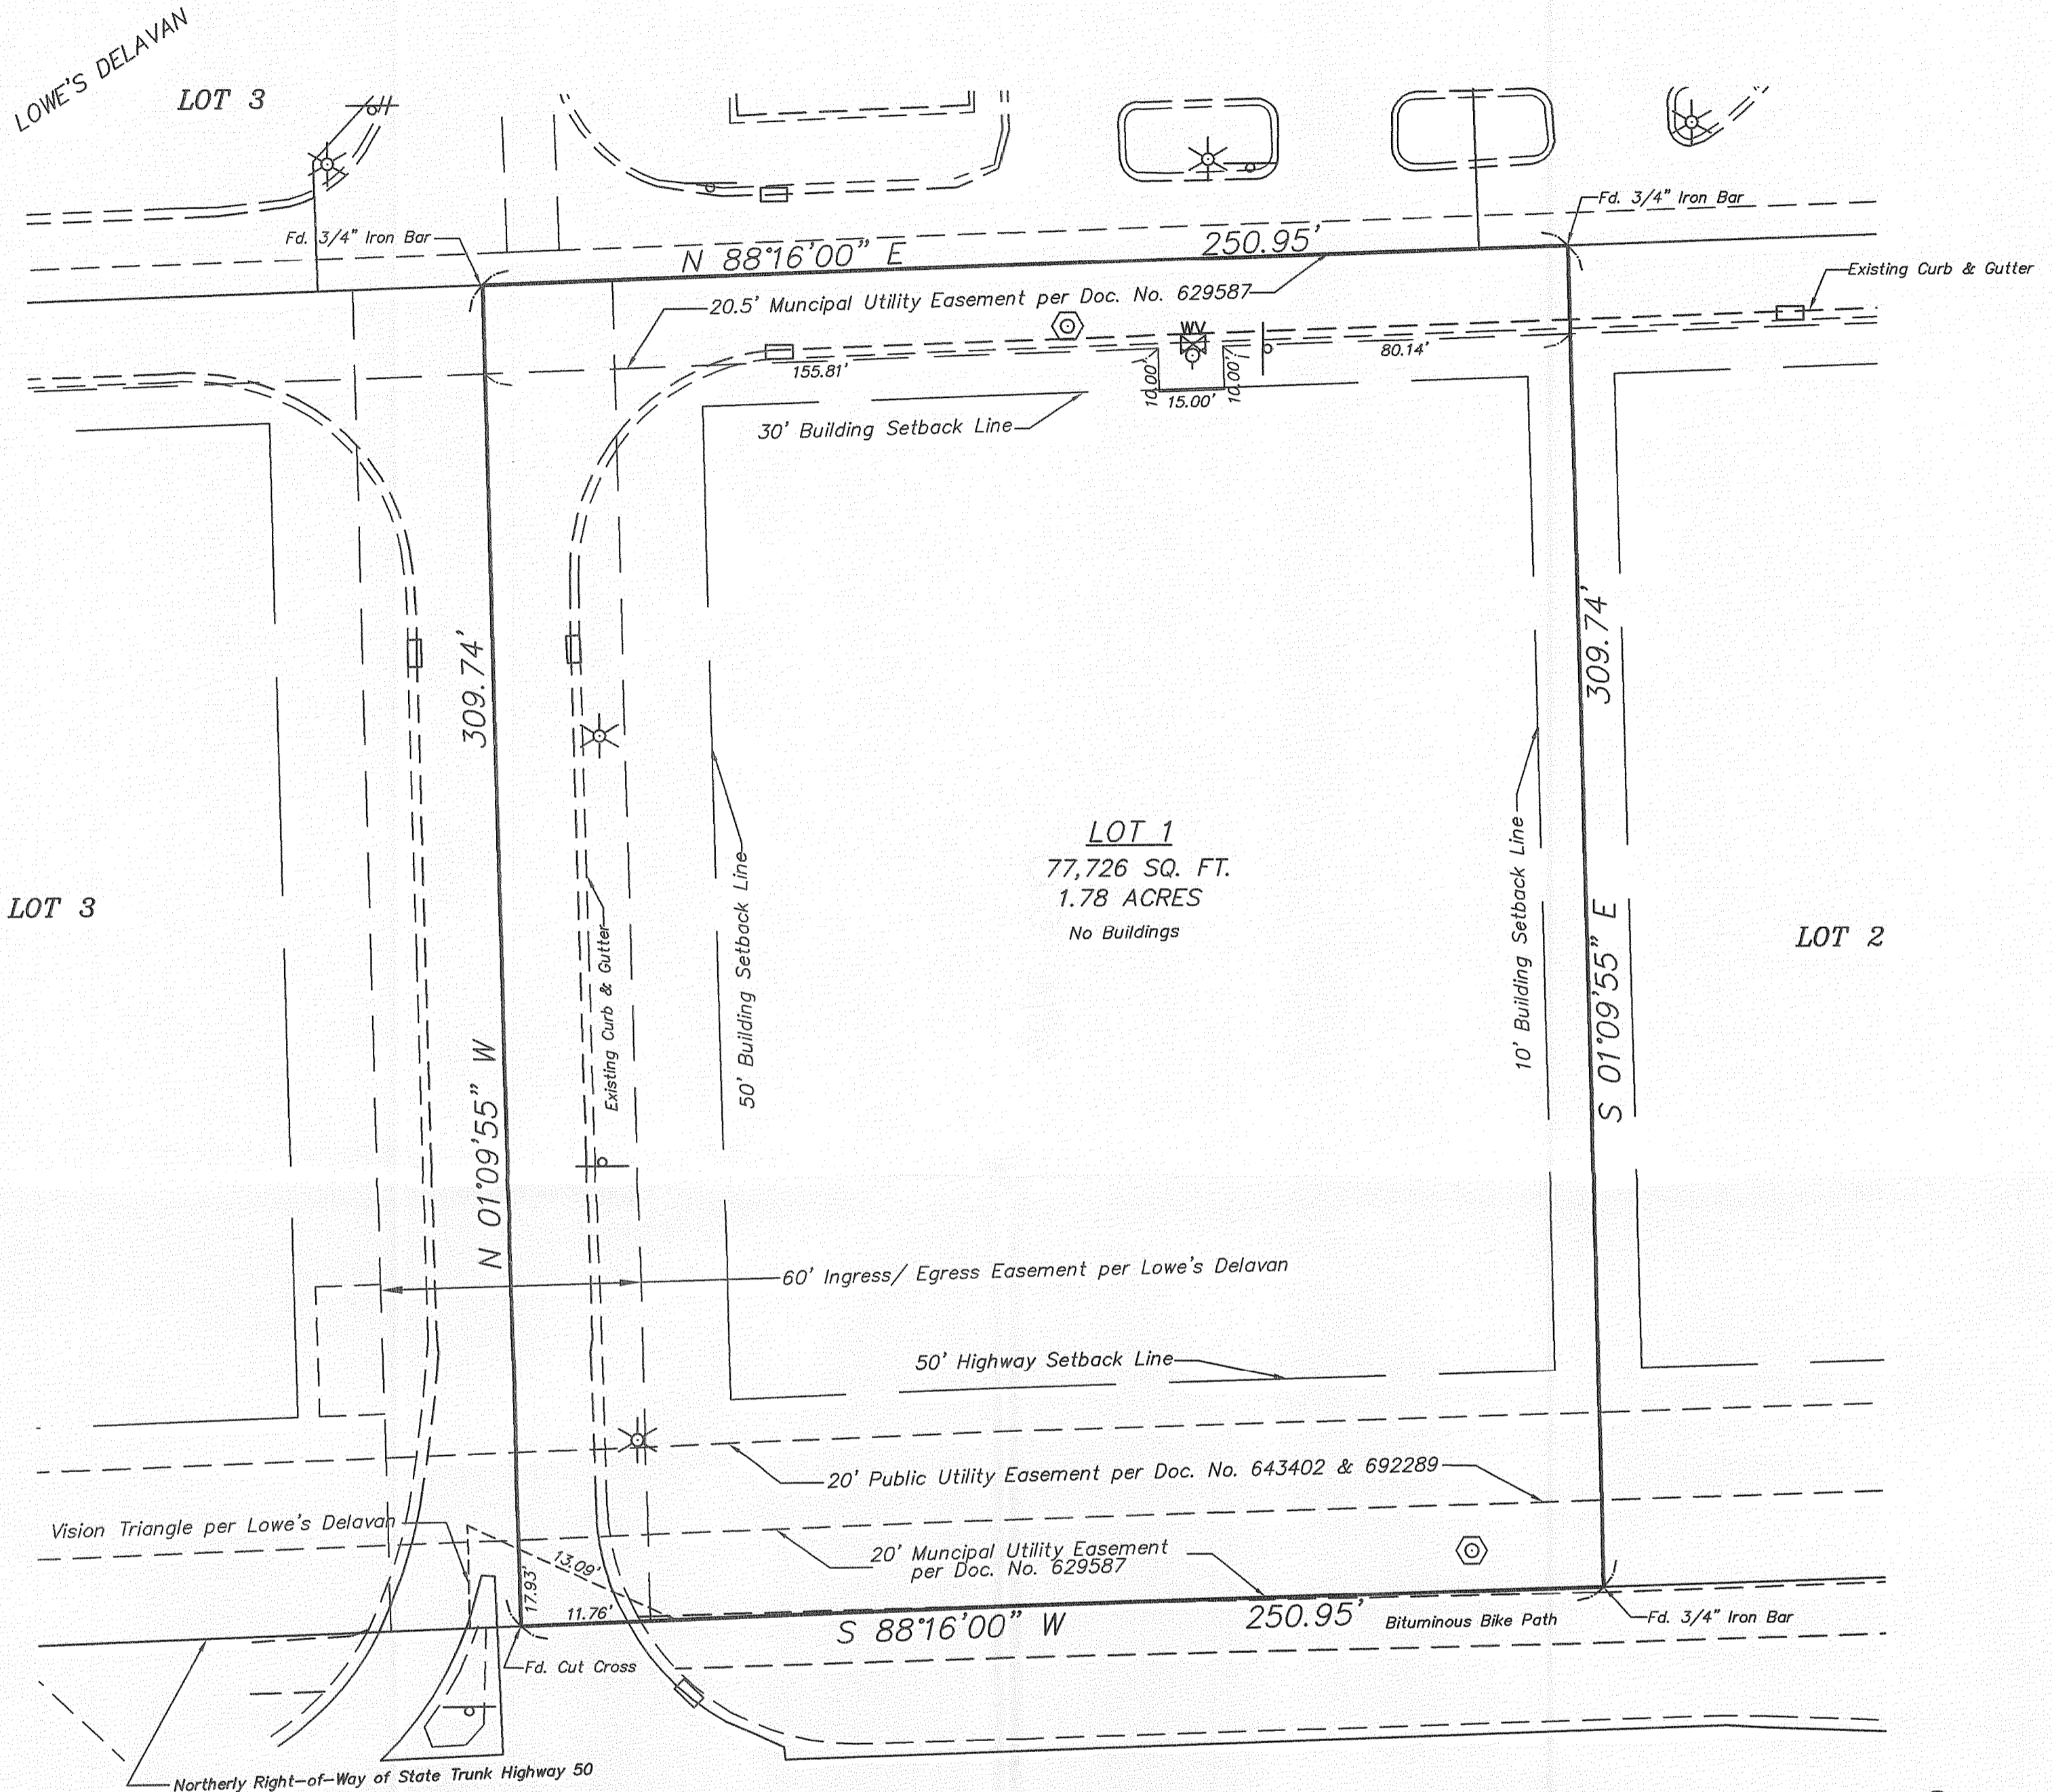 LOWE'S DELAVAN
LOT 3
Fd. 3/4" Iron Bar
Fd. 3/4" Iron Bar
N 88°16'00" E
250.95'
Existing Curb & Gutter
20.5' Muncipal Utility Easement per Doc. No. 629587
WV
155.81'
80.14'
10.00'
15.00'
10.00'
30' Building Setback Line
309.74'
309.74'
LOT 1
77,726 SQ. FT.
1.78 ACRES
No Buildings
LOT 3
LOT 2
50' Building Setback Line
Existing Curb & Gutter
10' Building Setback Line
N 01°09'55" W
S 01°09'55" E
60' Ingress/ Egress Easement per Lowe's Delavan
50' Highway Setback Line
20' Public Utility Easement per Doc. No. 643402 & 692289
Vision Triangle per Lowe's Delavan
20' Muncipal Utility Easement
per Doc. No. 629587
13.09'
17.93'
11.76'
S 88°16'00" W
250.95'
Bituminous Bike Path
Fd. 3/4" Iron Bar
Fd. Cut Cross
Northerly Right-of-Way of State Trunk Highway 50